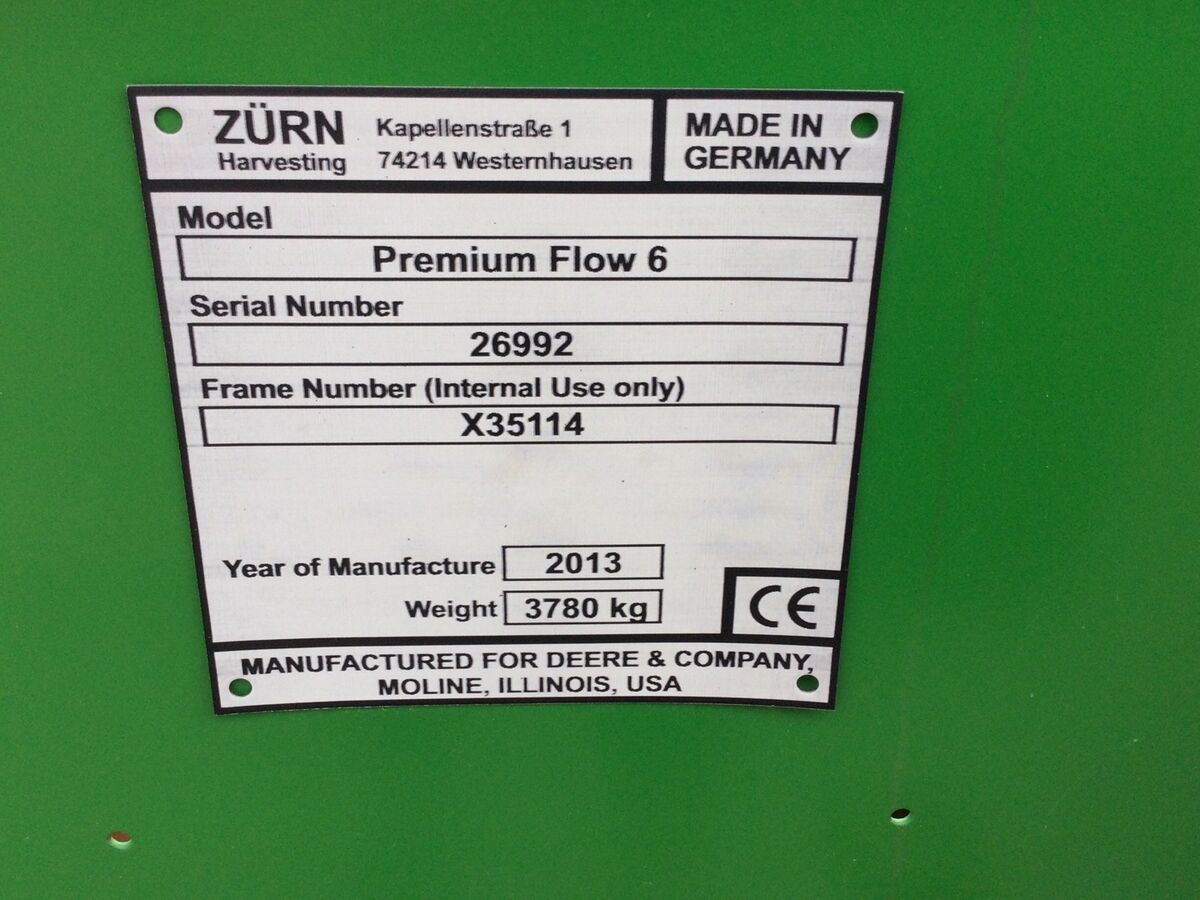 ZÜRN Kapellenstraße 1
Harvesting 74214 Westernhausen
MADE IN
GERMANY
Model
Premium Flow 6
Serial Number
26992
Frame Number (Internal Use only)
X35114
Year of Manufacture 2013
Weight 3780 kg
CE
MANUFACTURED FOR DEERE & COMPANY,
MOLINE, ILLINOIS, USA